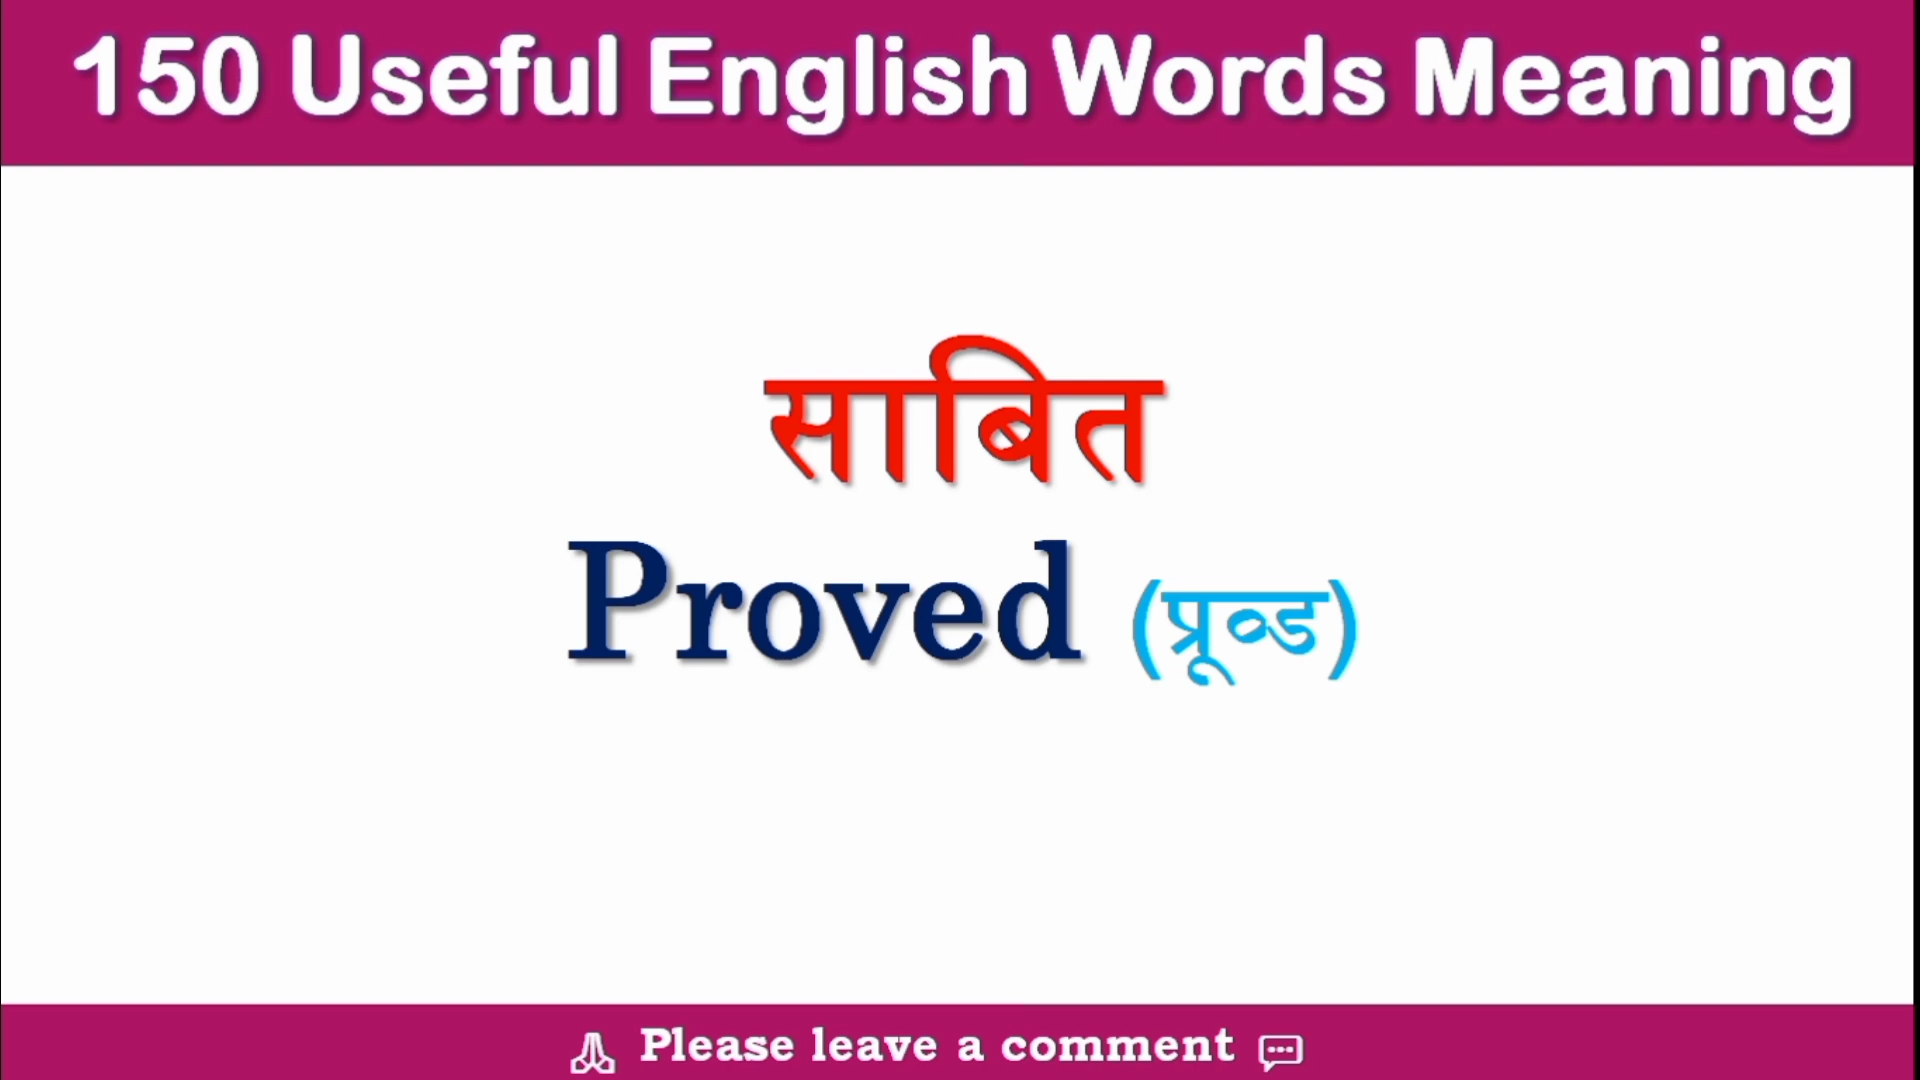 150 Useful English Words Meaning
साबित
Proved (प्रूव्ड)
Please leave a comment